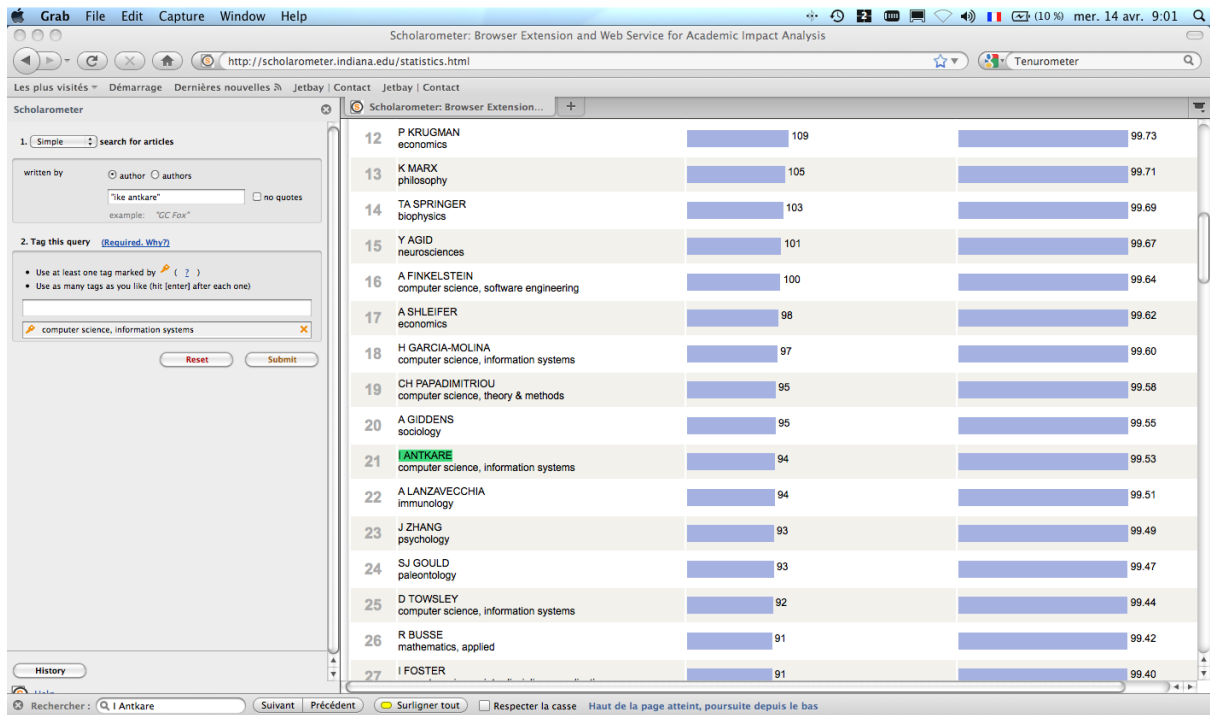 Grab File Edit Capture Window Help (10 %) mer. 14 avr. 9:01
Scholarometer: Browser Extension and Web Service for Academic Impact Analysis
http://scholarometer.indiana.edu/statistics.html Tenurometer
Les plus visités Démarrage Dernières nouvelles Jetbay | Contact Jetbay | Contact
Scholarometer
Scholarometer: Browser Extension... +
1. Simple search for articles
written by author authors
"ike antkare" no quotes
example: "GC Fox"
2. Tag this query (Required. Why?)
• Use at least one tag marked by ( ? )
• Use as many tags as you like (hit [enter] after each one)
computer science, information systems
Reset Submit
History
12 P KRUGMAN 109 99.73
economics
13 K MARX 105 99.71
philosophy
14 TA SPRINGER 103 99.69
biophysics
15 Y AGID 101 99.67
neurosciences
16 A FINKELSTEIN 100 99.64
computer science, software engineering
17 A SHLEIFER 98 99.62
economics
18 H GARCIA-MOLINA 97 99.60
computer science, information systems
19 CH PAPADIMITRIOU 95 99.58
computer science, theory & methods
20 A GIDDENS 95 99.55
sociology
21 I ANTKARE 94 99.53
computer science, information systems
22 A LANZAVECCHIA 94 99.51
immunology
23 J ZHANG 93 99.49
psychology
24 SJ GOULD 93 99.47
paleontology
25 D TOWSLEY 92 99.44
computer science, information systems
26 R BUSSE 91 99.42
mathematics, applied
27 I FOSTER 91 99.40
Rechercher : I Antkare Suivant Précédent Surligner tout Respecter la casse Haut de la page atteint, poursuite depuis le bas